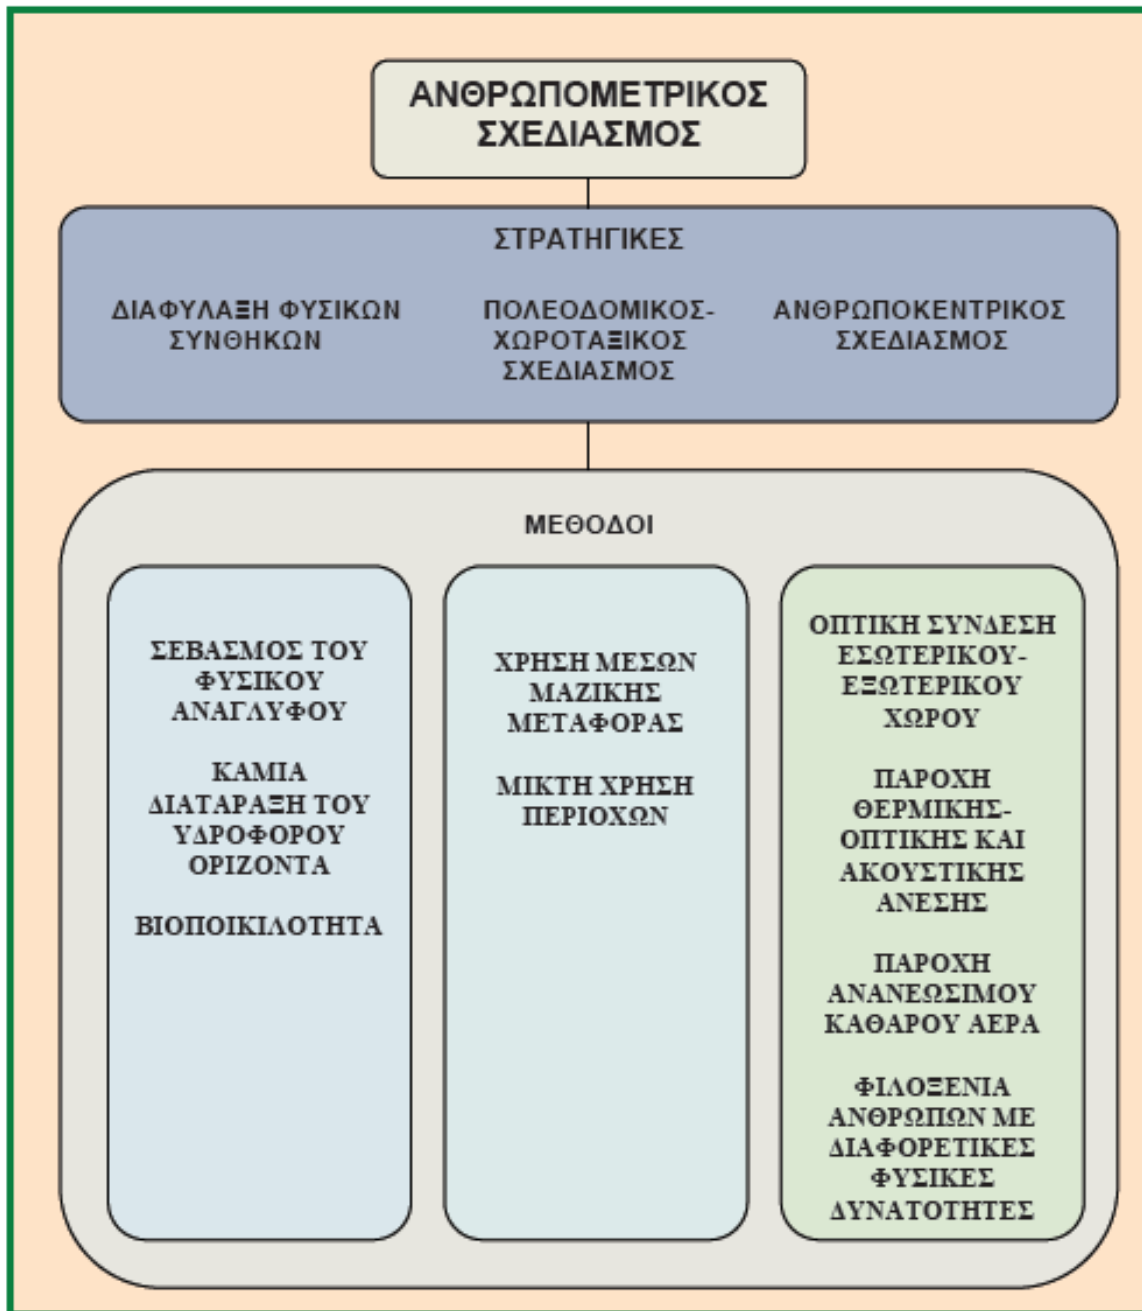 ΑΝΘΡΩΠΟΜΕΤΡΙΚΟΣ
ΣΧΕΔΙΑΣΜΟΣ
ΣΤΡΑΤΗΓΙΚΕΣ
ΔΙΑΦΥΛΑΞΗ ΦΥΣΙΚΩΝ
ΣΥΝΘΗΚΩΝ
ΠΟΛΕΟΔΟΜΙΚΟΣ-
ΧΩΡΟΤΑΞΙΚΟΣ
ΣΧΕΔΙΑΣΜΟΣ
ΑΝΘΡΩΠΟΚΕΝΤΡΙΚΟΣ
ΣΧΕΔΙΑΣΜΟΣ
ΜΕΘΟΔΟΙ
ΣΕΒΑΣΜΟΣ ΤΟΥ
ΦΥΣΙΚΟΥ
ΑΝΑΓΛΥΦΟΥ
ΚΑΜΙΑ
ΔΙΑΤΑΡΑΞΗ ΤΟΥ
ΥΔΡΟΦΟΡΟΥ
ΟΡΙΖΟΝΤΑ
ΒΙΟΠΟΙΚΙΛΟΤΗΤΑ
ΧΡΗΣΗ ΜΕΣΩΝ
ΜΑΖΙΚΗΣ
ΜΕΤΑΦΟΡΑΣ
ΜΙΚΤΗ ΧΡΗΣΗ
ΠΕΡΙΟΧΩΝ
ΟΠΤΙΚΗ ΣΥΝΔΕΣΗ
ΕΣΩΤΕΡΙΚΟΥ-
ΕΞΩΤΕΡΙΚΟΥ
ΧΩΡΟΥ
ΠΑΡΟΧΗ
ΘΕΡΜΙΚΗΣ-
ΟΠΤΙΚΗΣ ΚΑΙ
ΑΚΟΥΣΤΙΚΗΣ
ΑΝΕΣΗΣ
ΠΑΡΟΧΗ
ΑΝΑΝΕΩΣΙΜΟΥ
ΚΑΘΑΡΟΥ ΑΕΡΑ
ΦΙΛΟΞΕΝΙΑ
ΑΝΘΡΩΠΩΝ ΜΕ
ΔΙΑΦΟΡΕΤΙΚΕΣ
ΦΥΣΙΚΕΣ
ΔΥΝΑΤΟΤΗΤΕΣ